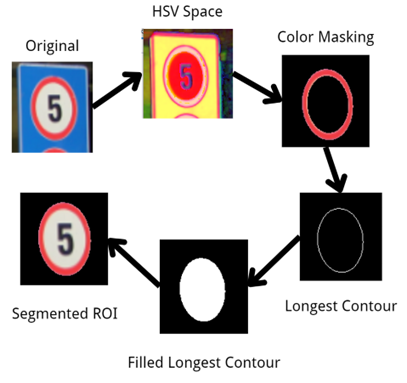 HSV Space
Original
Color Masking
5
5
5
Segmented ROI
Longest Contour
Filled Longest Contour